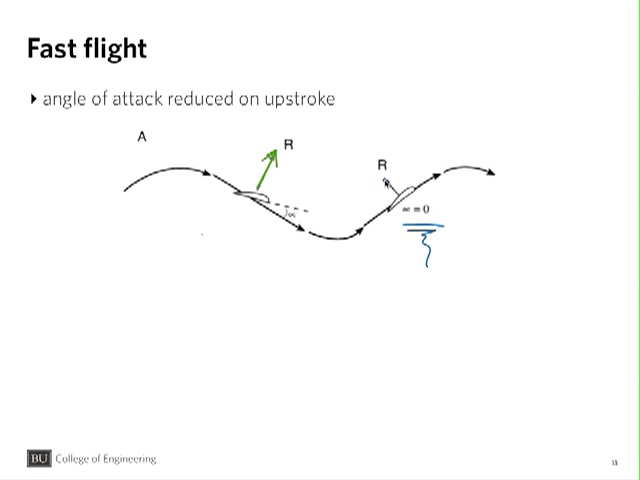 Fast flight
angle of attack reduced on upstroke
A
R
R
∝
∝ = 0
BU College of Engineering